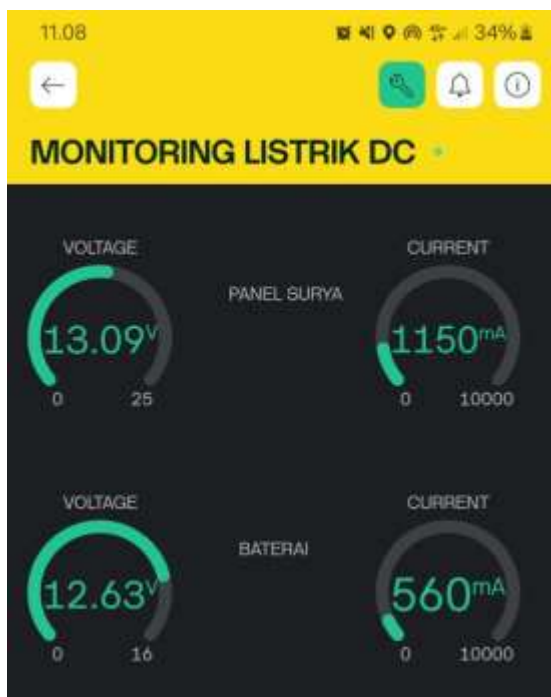 11.08 34%
MONITORING LISTRIK DC
VOLTAGE CURRENT
PANEL SURYA
13.09V 1150mA
0 25 0 10000
VOLTAGE CURRENT
BATERAI
12.63V 560mA
0 16 0 10000